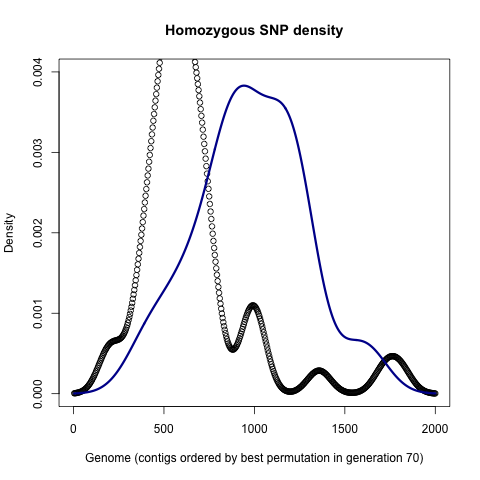 Homozygous SNP density
Density
0.004
0.003
0.002
0.001
0.000
0 500 1000 1500 2000
Genome (contigs ordered by best permutation in generation 70)